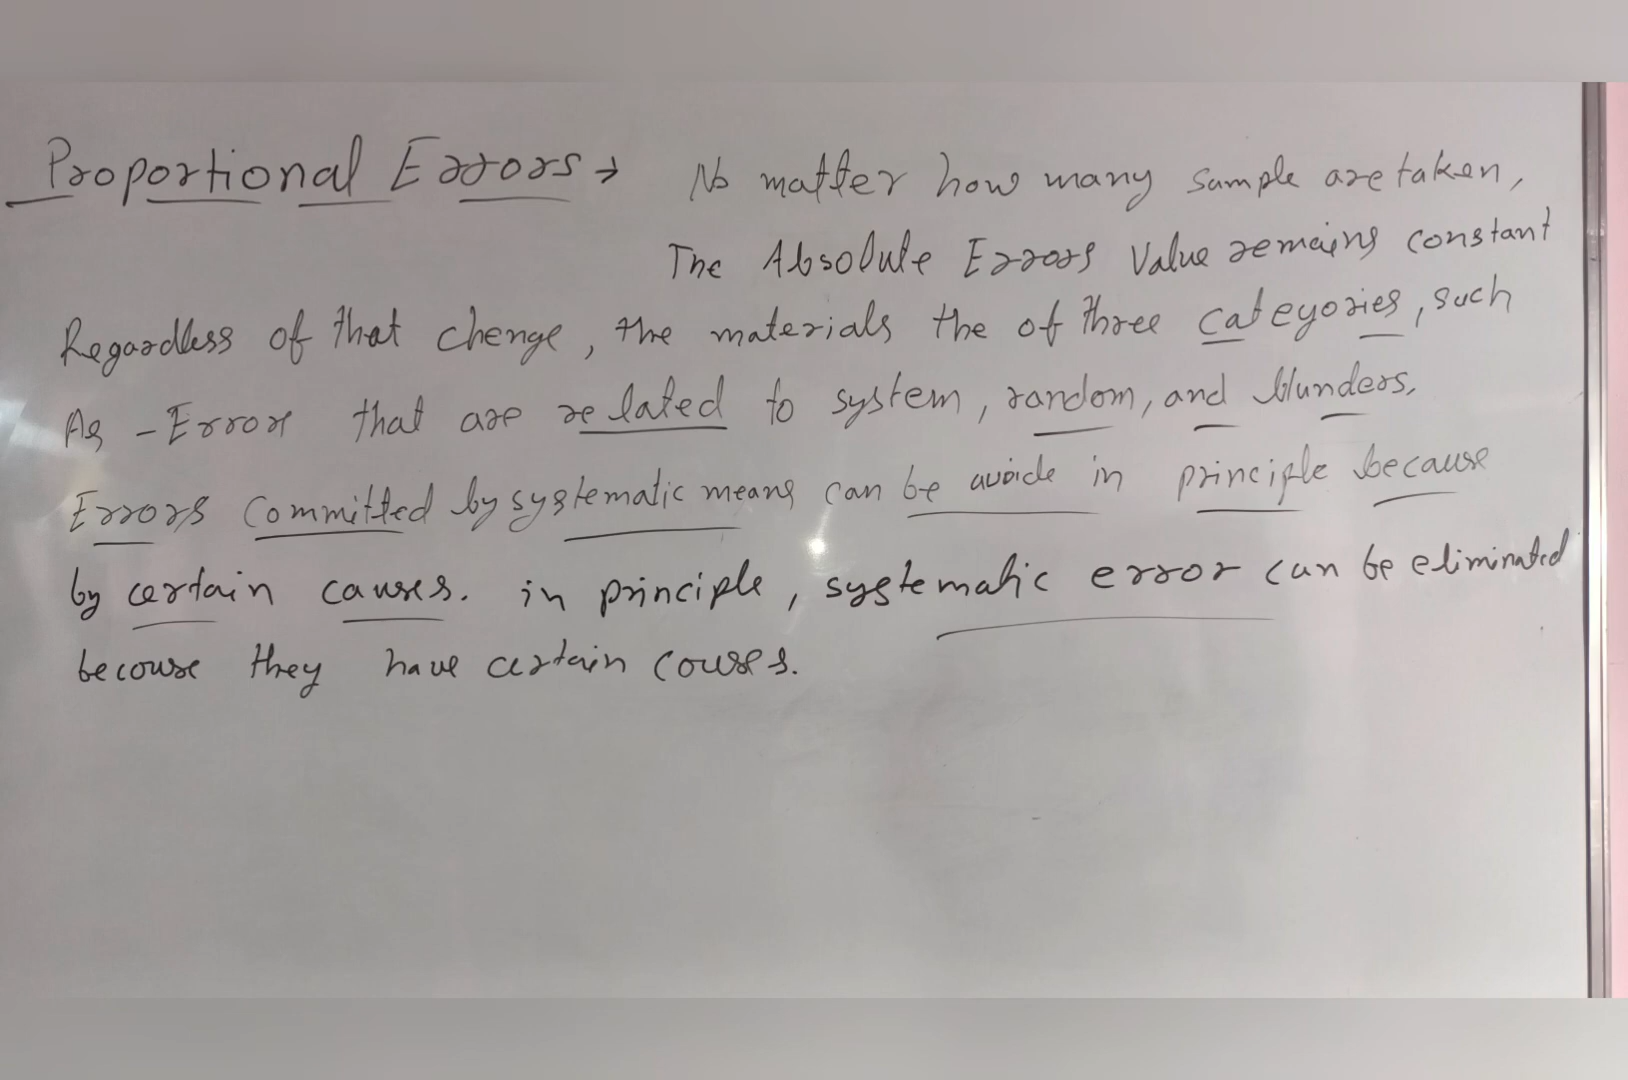 Proportional Errors → No matter how many sample are taken,
The Absolute Errors Value remains constant
Regardless of that chenge, the materials the of three categories, such
As - Error that are related to system, random, and blunders,
Errors committed by systematic means can be avoide in principle because
by certain causes. in principle, systematic error can be eliminated
becouse they have certain couses.